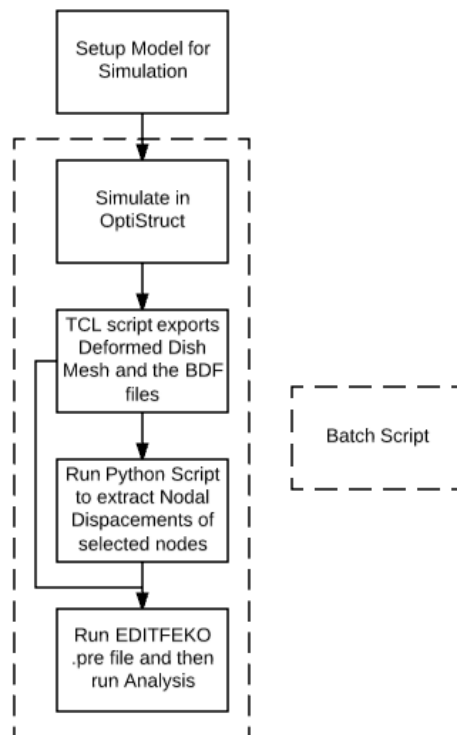 Setup Model for
Simulation
Simulate in
OptiStruct
TCL script exports
Deformed Dish
Mesh and the BDF
files
Batch Script
Run Python Script
to extract Nodal
Dispacements of
selected nodes
Run EDITFEKO
.pre file and then
run Analysis